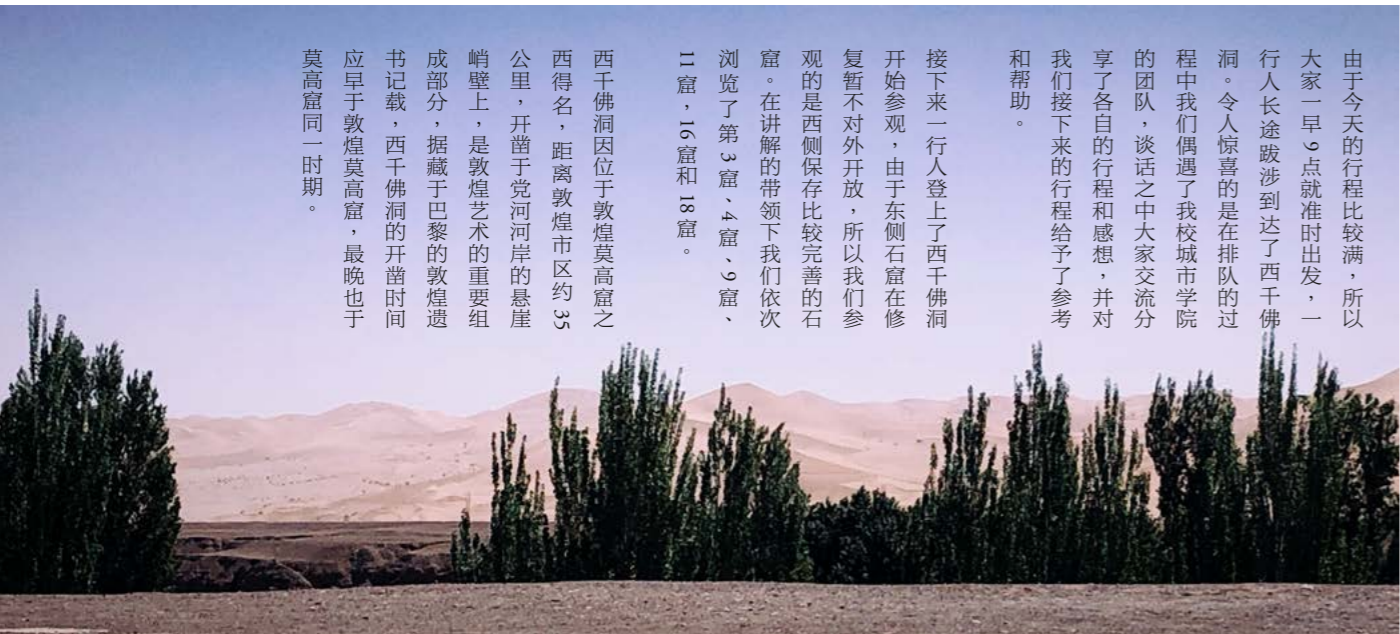 由于今天的行程比较满，所以
大家一早9点就准时出发，一
行人长途跋涉到达了西千佛
洞。令人惊喜的是在排队的过
程中我们偶遇了我校城市学院
的团队，谈话之中大家交流分
享了各自的行程和感想，并对
我们接下来的行程给予了参考
和帮助。
接下来一行人登上了西千佛洞
开始参观，由于东侧石窟在修
复暂不对外开放，所以我们参
观的是西侧保存比较完善的石
窟。在讲解的带领下我们依次
浏览了第3窟、4窟、9窟、
11窟，16窟和18窟。
西千佛洞因位于敦煌莫高窟之
西得名，距离敦煌市区约35
公里，开凿于党河河岸的悬崖
峭壁上，是敦煌艺术的重要组
成部分，据藏于巴黎的敦煌遗
书记载，西千佛洞的开凿时间
应早于敦煌莫高窟，最晚也于
莫高窟同一时期。